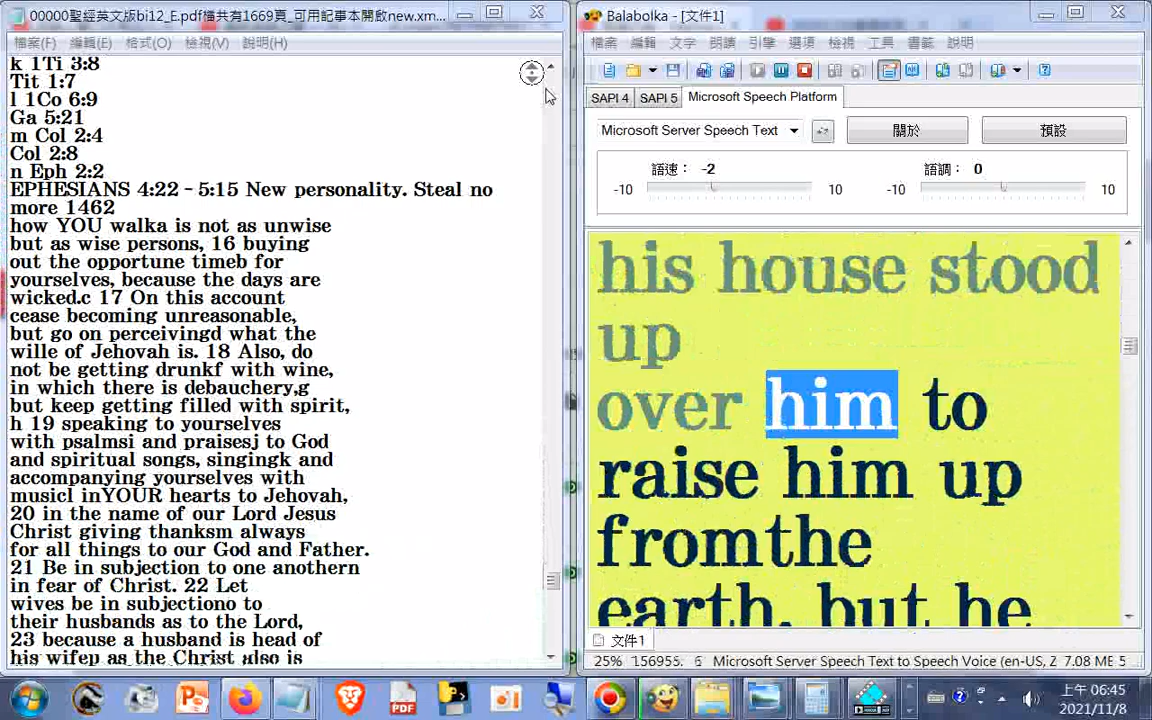 00000聖經英文版bi12_E.pdf檔共有1669頁_可用記事本開啟new.xm...
檔案(F) 編輯(E) 格式(O) 檢視(V) 說明(H)
k 1Ti 3:8
Tit 1:7
l 1Co 6:9
Ga 5:21
m Col 2:4
Col 2:8
n Eph 2:2
EPHESIANS 4:22 - 5:15 New personality. Steal no
more 1462
how YOU walka is not as unwise
but as wise persons, 16 buying
out the opportune timeb for
yourselves, because the days are
wicked.c 17 On this account
cease becoming unreasonable,
but go on perceivingd what the
wille of Jehovah is. 18 Also, do
not be getting drunkf with wine,
in which there is debauchery,g
but keep getting filled with spirit,
h 19 speaking to yourselves
with psalmsi and praisesj to God
and spiritual songs, singingk and
accompanying yourselves with
musicl inYOUR hearts to Jehovah,
20 in the name of our Lord Jesus
Christ giving thanksm always
for all things to our God and Father.
21 Be in subjection to one anothern
in fear of Christ. 22 Let
wives be in subjectiono to
their husbands as to the Lord,
23 because a husband is head of
his wifep as the Christ also is
Balabolka - [文件1]
檔案 編輯 文字 朗讀 引擎 選項 檢視 工具 書籤 說明
SAPI 4 SAPI 5 Microsoft Speech Platform
Microsoft Server Speech Text 關於 預設
語速： -2 語調： 0
-10 10 -10 10
his house stood
up
over him to
raise him up
fromthe
earth, but he
文件1
25% 156955. 6 Microsoft Server Speech Text to Speech Voice (en-US, Z 7.08 MB 5
PDF
上午 06:45
2021/11/8